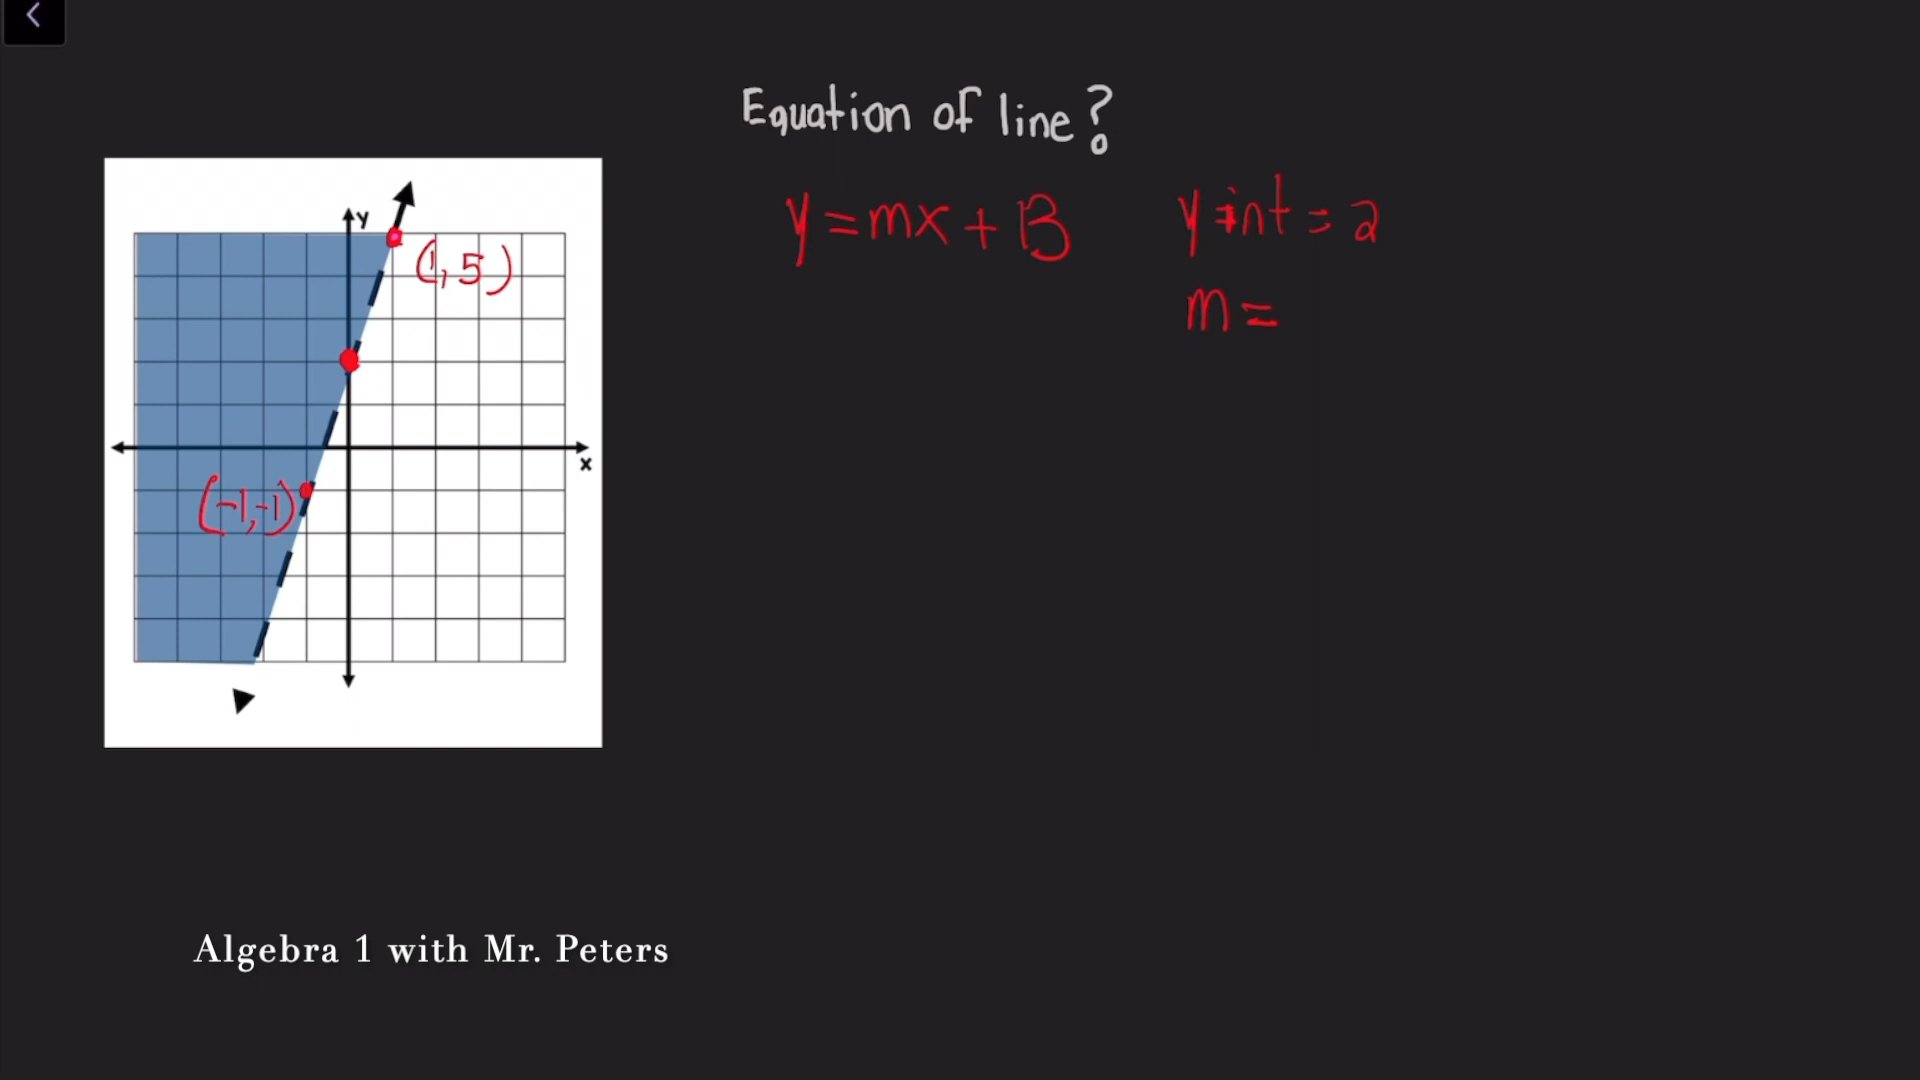 Equation of line?
y = mx + B
y int = 2
m =
y
(1, 5)
x
(-1, -1)
Algebra 1 with Mr. Peters